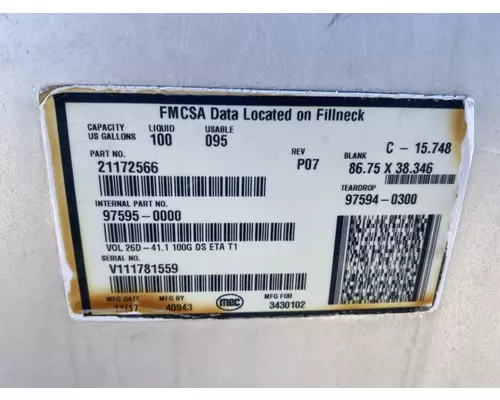 FMCSA Data Located on Fillneck
CAPACITY LIQUID USABLE
US GALLONS 100 095
C - 15.748
PART NO. REV BLANK
21172566 P07 86.75 X 38.346
TEARDROP
INTERNAL PART NO. 97594-0300
97595-0000
VOL 26D-41.1 100G DS ETA T1
SERIAL NO.
V111781559
MFG DATE MFG BY mec MFG FOR
11/17 40943 3430102